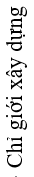 - Chỉ giới xây dựng